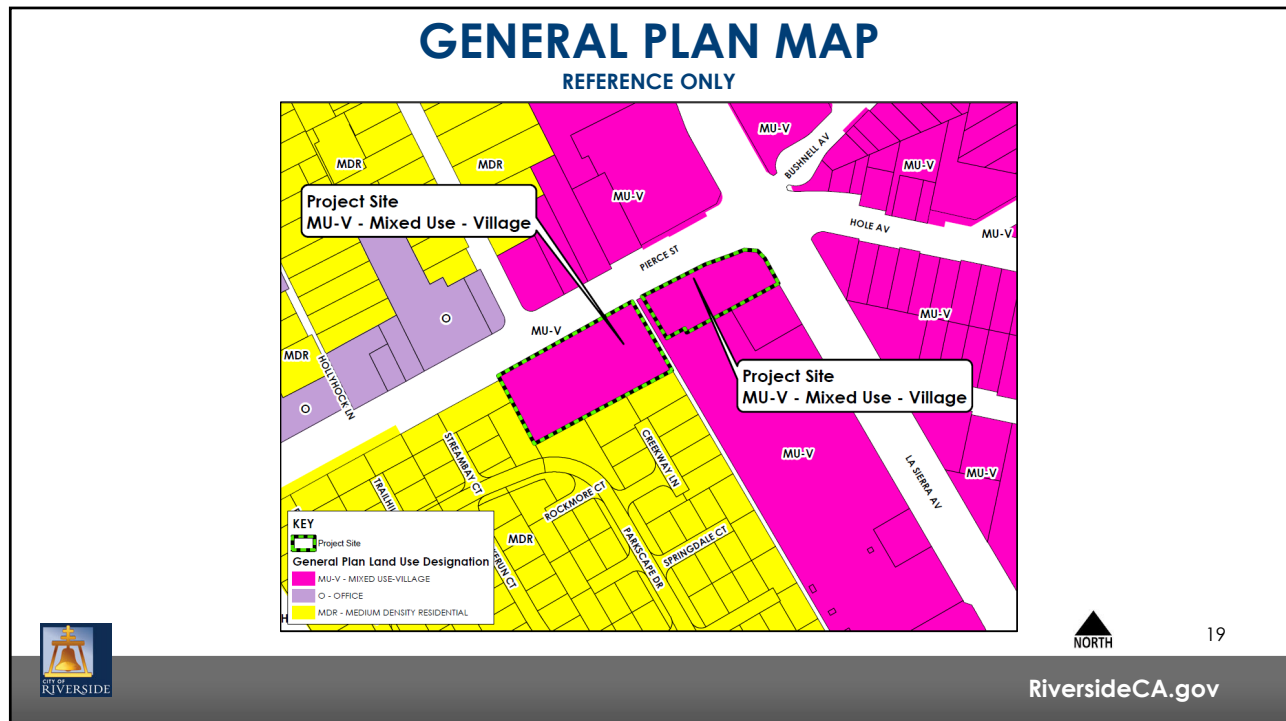 GENERAL PLAN MAP
REFERENCE ONLY
MU-V
BUSHNELL AV
MDR
MDR
MU-V
MU-V
Project Site
MU-V - Mixed Use - Village
HOLE AV
MU-V
PIERCE ST
O
MU-V
MU-V
MDR
HOLLYHOCK LN
Project Site
MU-V - Mixed Use - Village
O
STREAMBAY CT
CREEKWAY LN
MU-V
LA SIERRA AV
MU-V
ROCKMORE CT
MDR
PARKSCAPE DR
SPRINGDALE CT
KEY
Project Site
General Plan Land Use Designation
MU-V - MIXED USE-VILLAGE
O - OFFICE
MDR - MEDIUM DENSITY RESIDENTIAL
NORTH
19
CITY OF
RIVERSIDE
RiversideCA.gov